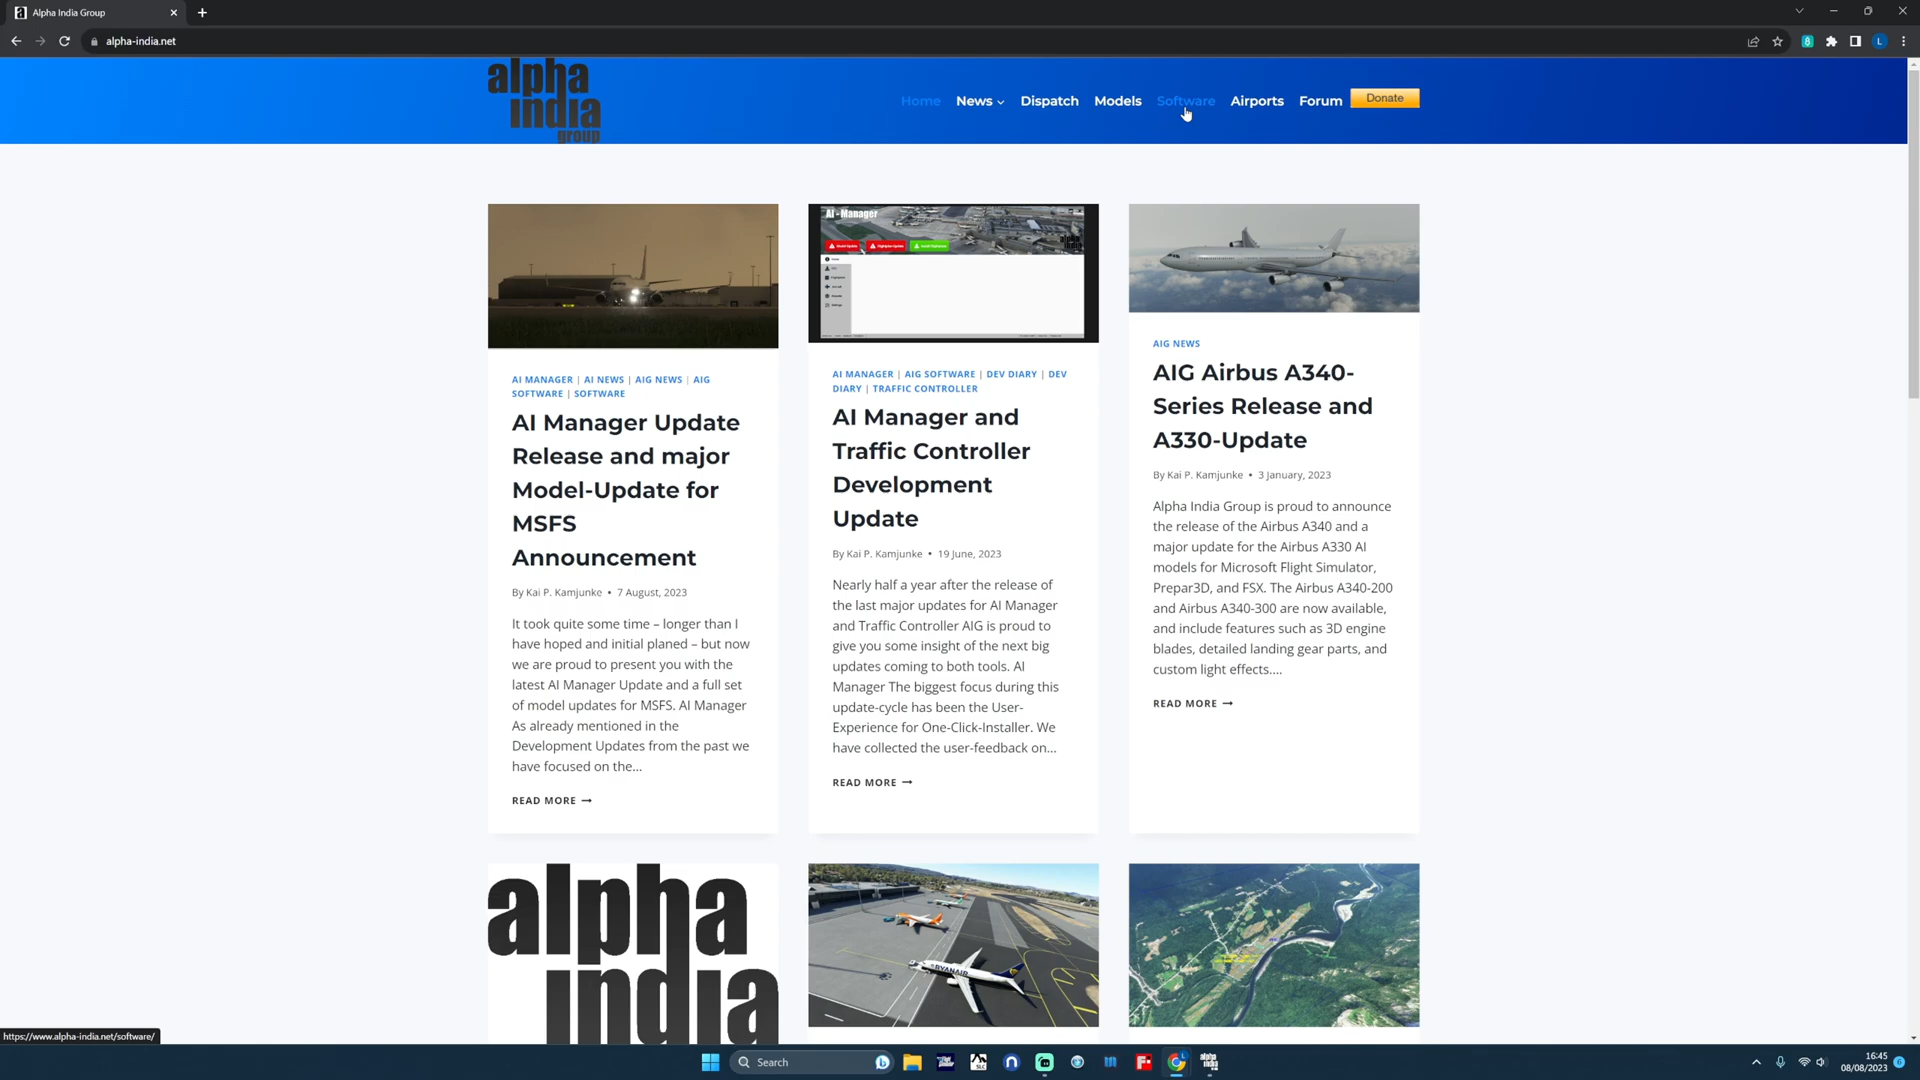 Alpha India Group
alpha-india.net
L
alpha
india
group
Home
News
Dispatch
Models
Software
Airports
Forum
Donate
AI MANAGER | AI NEWS | AIG NEWS | AIG
SOFTWARE | SOFTWARE
AI Manager Update
Release and major
Model-Update for
MSFS
Announcement
By Kai P. Kamjunke • 7 August, 2023
It took quite some time – longer than I
have hoped and initial planed – but now
we are proud to present you with the
latest AI Manager Update and a full set
of model updates for MSFS. AI Manager
As already mentioned in the
Development Updates from the past we
have focused on the...
READ MORE →
AI - Manager
AI MANAGER | AIG SOFTWARE | DEV DIARY | DEV
DIARY | TRAFFIC CONTROLLER
AI Manager and
Traffic Controller
Development
Update
By Kai P. Kamjunke • 19 June, 2023
Nearly half a year after the release of
the last major updates for AI Manager
and Traffic Controller AIG is proud to
give you some insight of the next big
updates coming to both tools. AI
Manager The biggest focus during this
update-cycle has been the User-
Experience for One-Click-Installer. We
have collected the user-feedback on...
READ MORE →
AIG NEWS
AIG Airbus A340-
Series Release and
A330-Update
By Kai P. Kamjunke • 3 January, 2023
Alpha India Group is proud to announce
the release of the Airbus A340 and a
major update for the Airbus A330 AI
models for Microsoft Flight Simulator,
Prepar3D, and FSX. The Airbus A340-200
and Airbus A340-300 are now available,
and include features such as 3D engine
blades, detailed landing gear parts, and
custom light effects....
READ MORE →
alpha
india
RYANAIR
https://www.alpha-india.net/software/
Search
SLC
16:45
08/08/2023